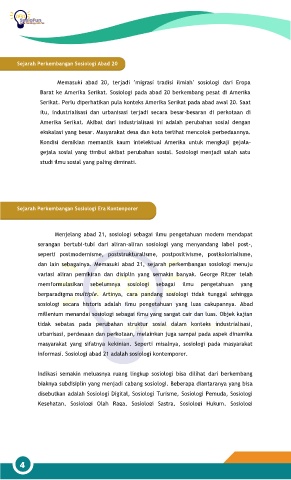 Sejarah Perkembangan Sosiologi Abad 20
Memasuki abad 20, terjadi "migrasi tradisi ilmiah" sosiologi dari Eropa
Barat ke Amerika Serikat. Sosiologi pada abad 20 berkembang pesat di Amerika
Serikat. Perlu diperhatikan pula konteks Amerika Serikat pada abad awal 20. Saat
itu, industrialisasi dan urbanisasi terjadi secara besar-besaran di perkotaan di
Amerika Serikat. Akibat dari industrialisasi ini adalah perubahan sosial dengan
eskalasi yang besar. Masyarakat desa dan kota terlihat mencolok perbedaannya.
Kondisi demikian memantik kaum intelektual Amerika untuk mengkaji gejala-
gejala sosial yang timbul akibat perubahan sosial. Sosiologi menjadi salah satu
studi ilmu sosial yang paling diminati.
Sejarah Perkembangan Sosiologi Era Kontenporer
Menjelang abad 21, sosiologi sebagai ilmu pengetahuan modern mendapat
serangan bertubi-tubi dari aliran-aliran sosiologi yang menyandang label post-,
seperti postmodernisme, poststrukturalisme, postpositivisme, postkolonialisme,
dan lain sebagainya. Memasuki abad 21, sejarah perkembangan sosiologi menuju
variasi aliran pemikiran dan disiplin yang semakin banyak. George Ritzer telah
memformulasikan sebelumnya sosiologi sebagai ilmu pengetahuan yang
berparadigma multiple. Artinya, cara pandang sosiologi tidak tunggal sehingga
sosiologi secara historis adalah ilmu pengetahuan yang luas cakupannya. Abad
millenium menandai sosiologi sebagai ilmu yang sangat cair dan luas. Objek kajian
tidak sebatas pada perubahan struktur sosial dalam konteks industrialisasi,
urbanisasi, perdesaan dan perkotaan, melainkan juga sampai pada aspek dinamika
masyarakat yang sifatnya kekinian. Seperti misalnya, sosiologi pada masyarakat
informasi. Sosiologi abad 21 adalah sosiologi kontemporer.
Indikasi semakin meluasnya ruang lingkup sosiologi bisa dilihat dari berkembang
biaknya subdisiplin yang menjadi cabang sosiologi. Beberapa diantaranya yang bisa
disebutkan adalah Sosiologi Digital, Sosiologi Turisme, Sosiologi Pemuda, Sosiologi
Kesehatan, Sosiologi Olah Raga, Sosiologi Sastra, Sosiologi Hukum, Sosiologi
4